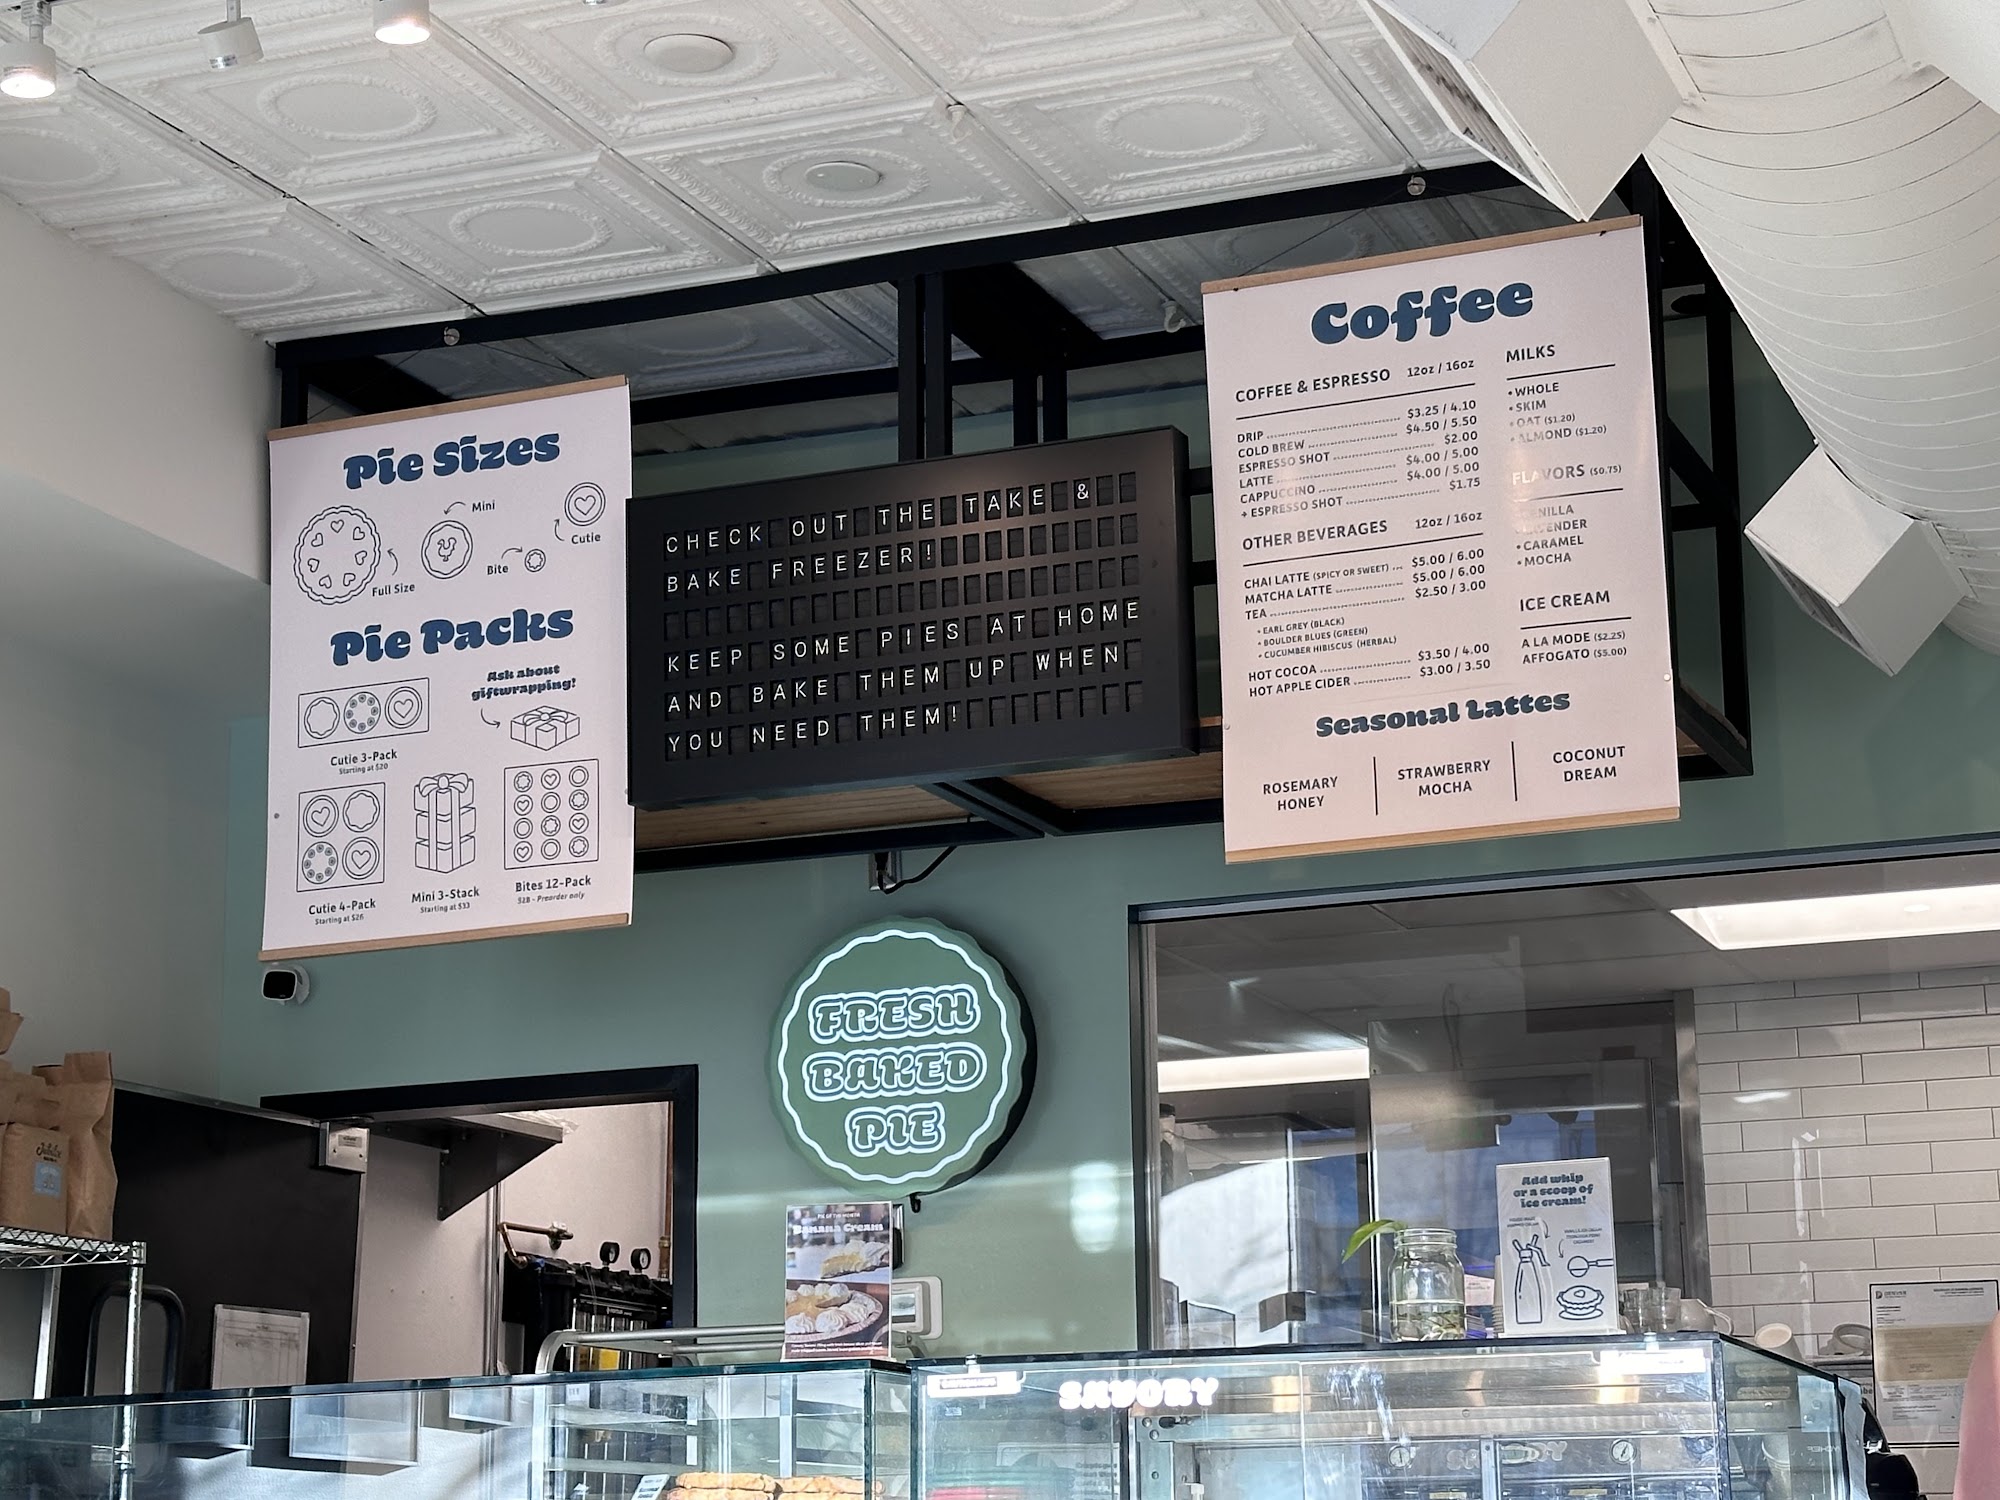 Pie Sizes
Mini
Cutie
Bite
Full Size
Pie Packs
Ask about
giftwrapping!
Cutie 3-Pack
Starting at $20
Cutie 4-Pack
Starting at $26
Mini 3-Stack
Starting at $33
Bites 12-Pack
$28 - Preorder only
CHECK OUT THE TAKE &
BAKE FREEZER!
KEEP SOME PIES AT HOME
AND BAKE THEM UP WHEN
YOU NEED THEM!
Coffee
COFFEE & ESPRESSO 12oz / 16oz
DRIP $3.25 / 4.10
COLD BREW $4.50 / 5.50
ESPRESSO SHOT $2.00
LATTE $4.00 / 5.00
CAPPUCCINO $4.00 / 5.00
+ ESPRESSO SHOT $1.75
OTHER BEVERAGES 12oz / 16oz
CHAI LATTE (SPICY OR SWEET) $5.00 / 6.00
MATCHA LATTE $5.00 / 6.00
TEA $2.50 / 3.00
• EARL GREY (BLACK)
• BOULDER BLUES (GREEN)
• CUCUMBER HIBISCUS (HERBAL)
HOT COCOA $3.50 / 4.00
HOT APPLE CIDER $3.00 / 3.50
MILKS
• WHOLE
• SKIM
• OAT ($1.20)
• ALMOND ($1.20)
FLAVORS ($0.75)
VANILLA
LAVENDER
• CARAMEL
• MOCHA
ICE CREAM
A LA MODE ($2.25)
AFFOGATO ($5.00)
Seasonal Lattes
ROSEMARY
HONEY
STRAWBERRY
MOCHA
COCONUT
DREAM
FRESH
BAKED
PIE
PIE OF THE MONTH
Banana Cream
Add whip
or a scoop of
ice cream!
SAVORY